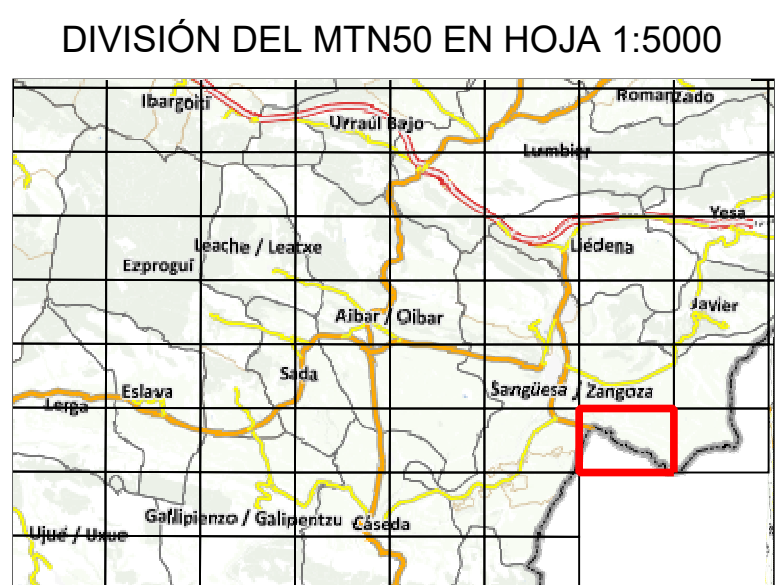 DIVISIÓN DEL MTN50 EN HOJA 1:5000
Romanzado
Ibargoiti
Urraúl Bajo
Lumbier
Yesa
Leache / Leatxe
Liédena
Ezprogui
Javier
Aibar / Oibar
Sada
Eslava
Sangüesa / Zangoza
Lerga
Gallipienzo / Galipentzu
Cáseda
Ujué / Uxue